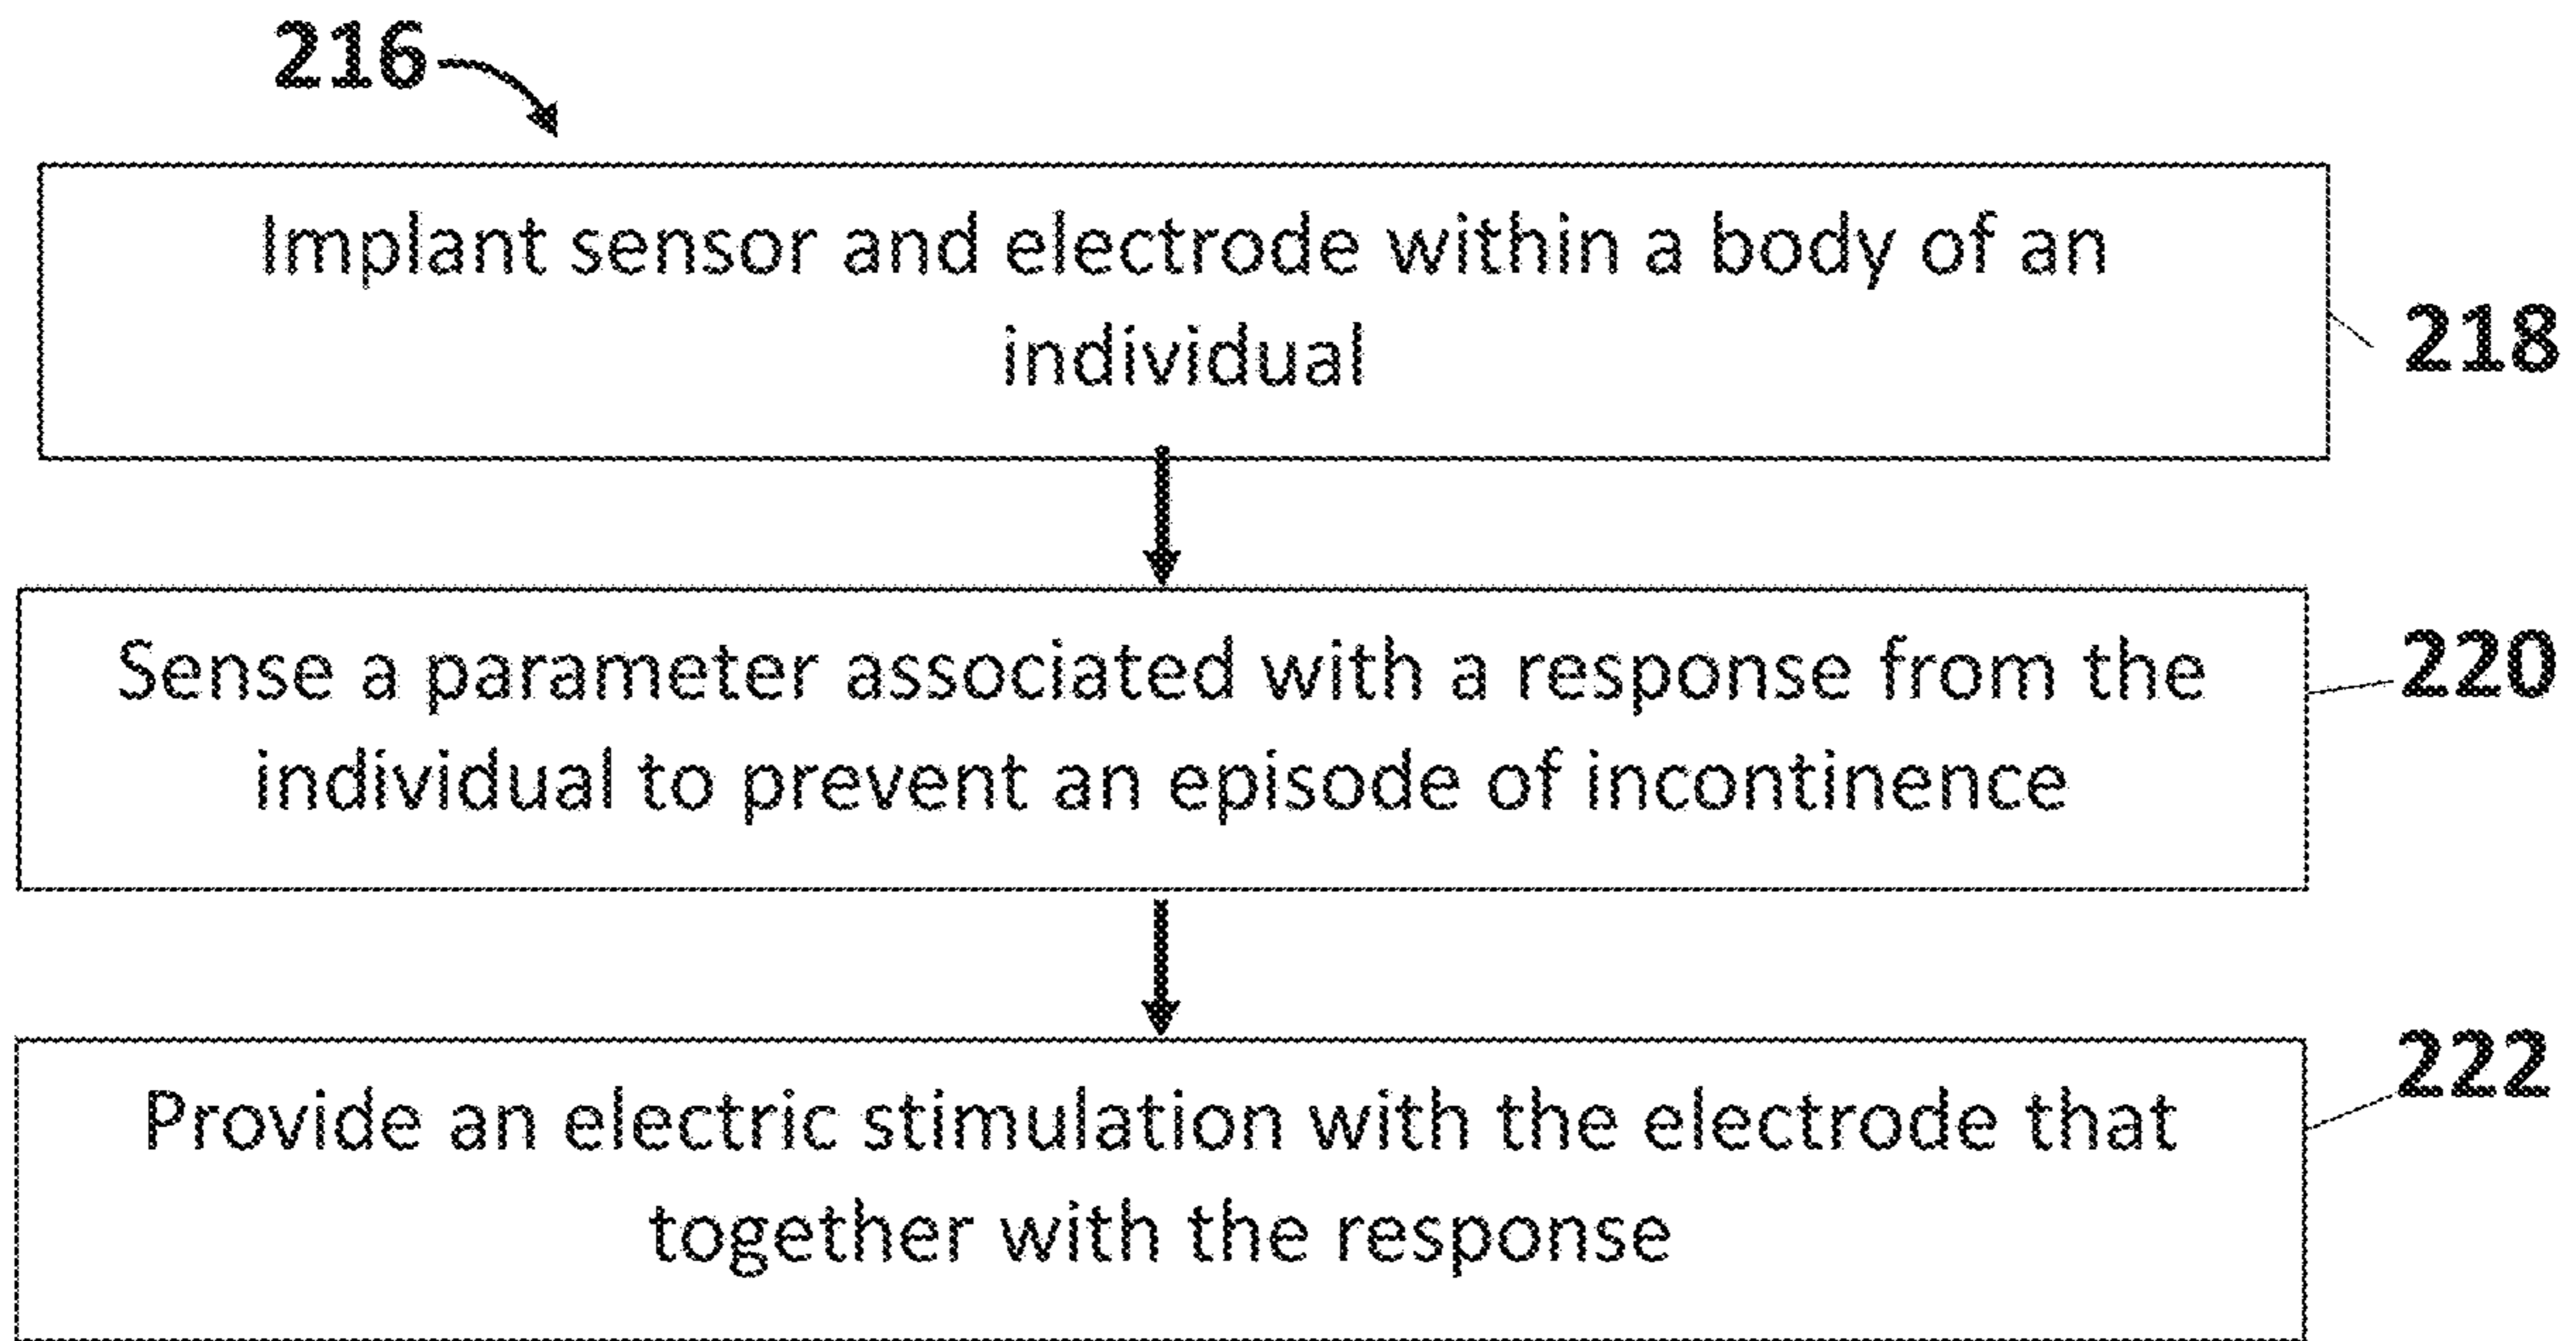 216
Implant sensor and electrode within a body of an
individual
218
Sense a parameter associated with a response from the
individual to prevent an episode of incontinence
220
Provide an electric stimulation with the electrode that
together with the response
222